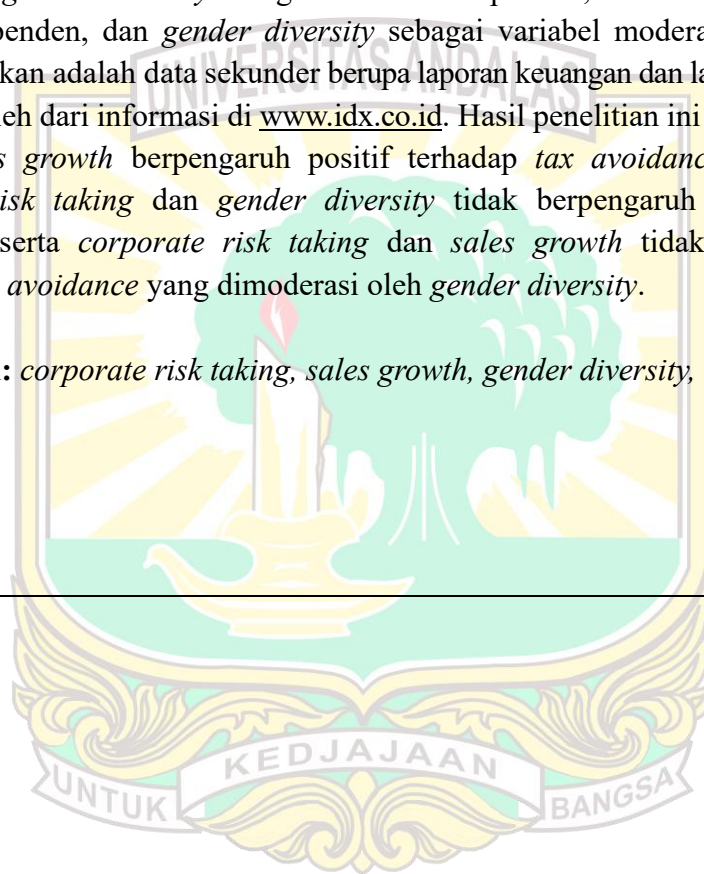 penden, dan gender diversity sebagai variabel modera
kan adalah data sekunder berupa laporan keuangan dan la
leh dari informasi di www.idx.co.id. Hasil penelitian ini
s growth berpengaruh positif terhadap tax avoidanc
isk taking dan gender diversity tidak berpengaruh
serta corporate risk taking dan sales growth tidak
avoidance yang dimoderasi oleh gender diversity.
: corporate risk taking, sales growth, gender diversity,
UNIVERSITAS ANDALAS
KEDJAJAAN
UNTUK BANGSA